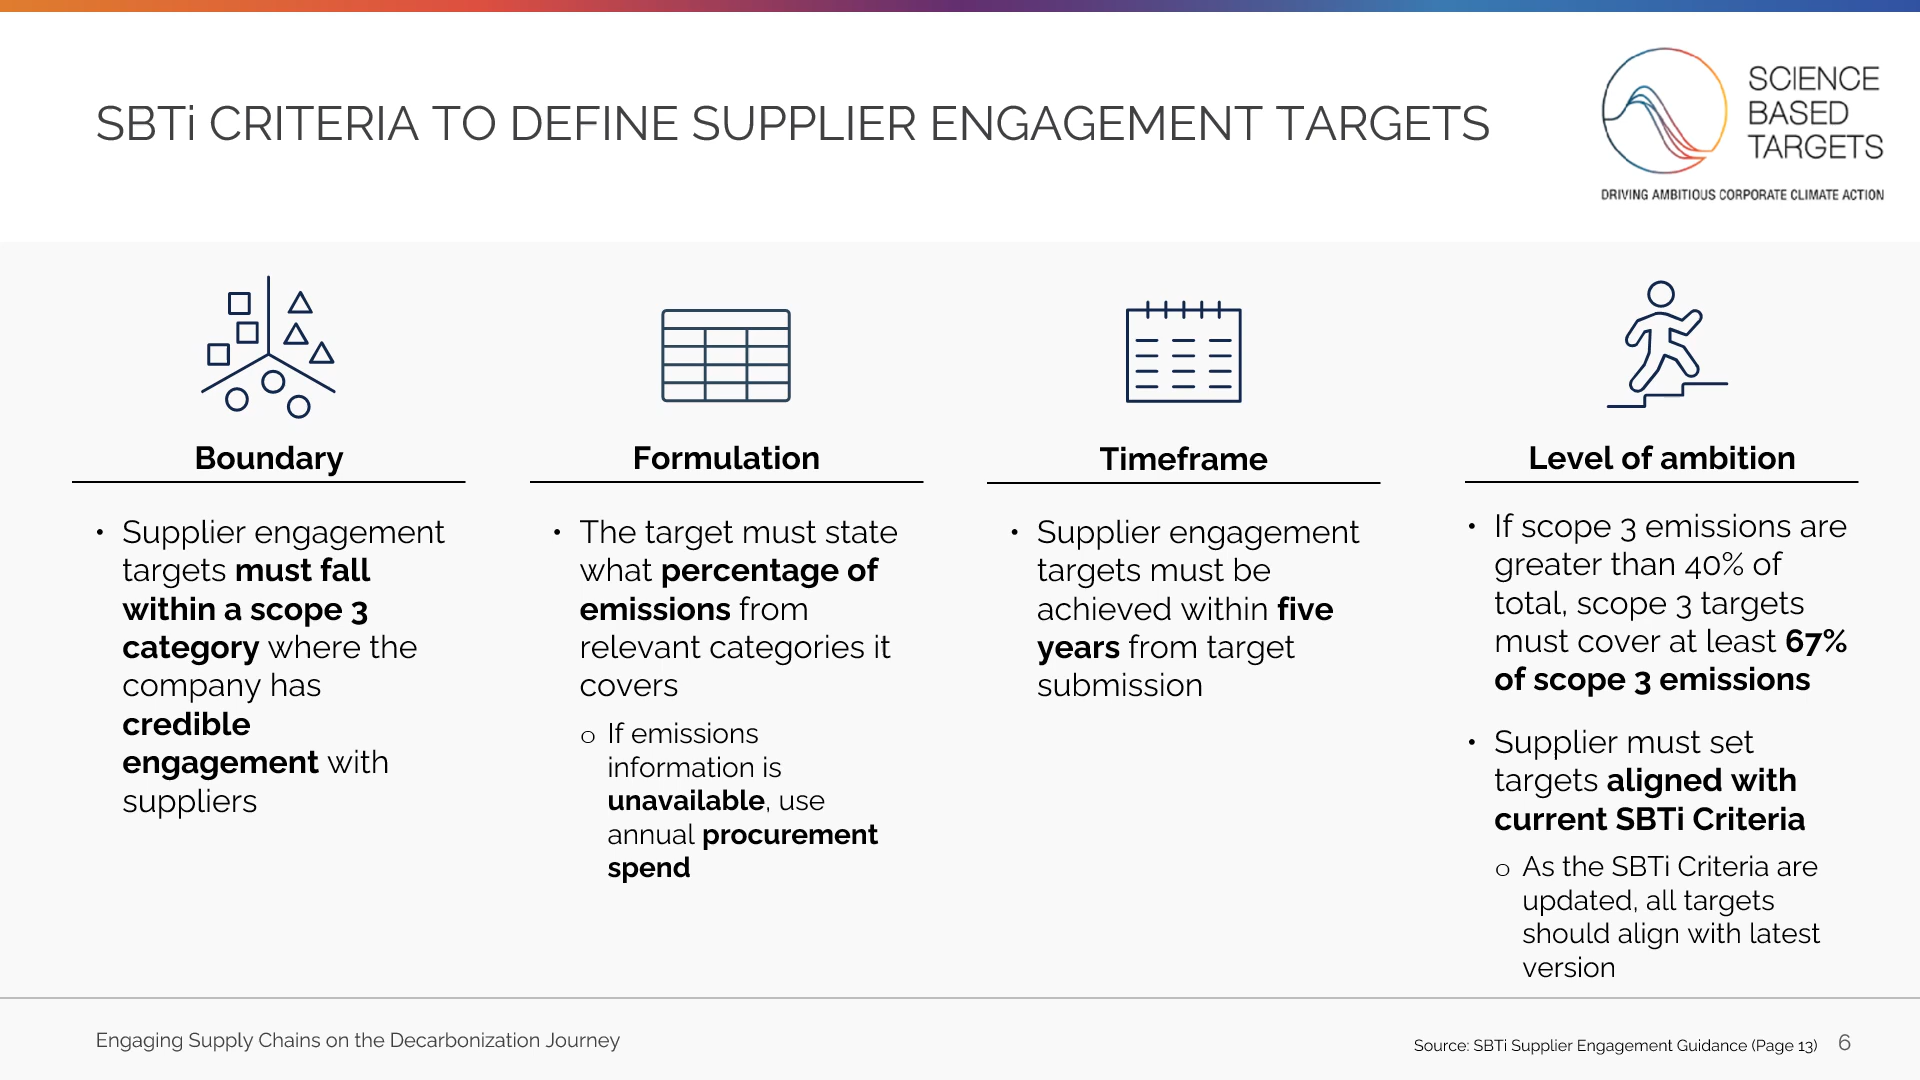 SBTi CRITERIA TO DEFINE SUPPLIER ENGAGEMENT TARGETS
SCIENCE
BASED
TARGETS
DRIVING AMBITIOUS CORPORATE CLIMATE ACTION
Boundary
• Supplier engagement
targets must fall
within a scope 3
category where the
company has
credible
engagement with
suppliers
Formulation
• The target must state
what percentage of
emissions from
relevant categories it
covers
o If emissions
information is
unavailable, use
annual procurement
spend
Timeframe
• Supplier engagement
targets must be
achieved within five
years from target
submission
Level of ambition
• If scope 3 emissions are
greater than 40% of
total, scope 3 targets
must cover at least 67%
of scope 3 emissions
• Supplier must set
targets aligned with
current SBTi Criteria
o As the SBTi Criteria are
updated, all targets
should align with latest
version
Engaging Supply Chains on the Decarbonization Journey
Source: SBTi Supplier Engagement Guidance (Page 13)
6